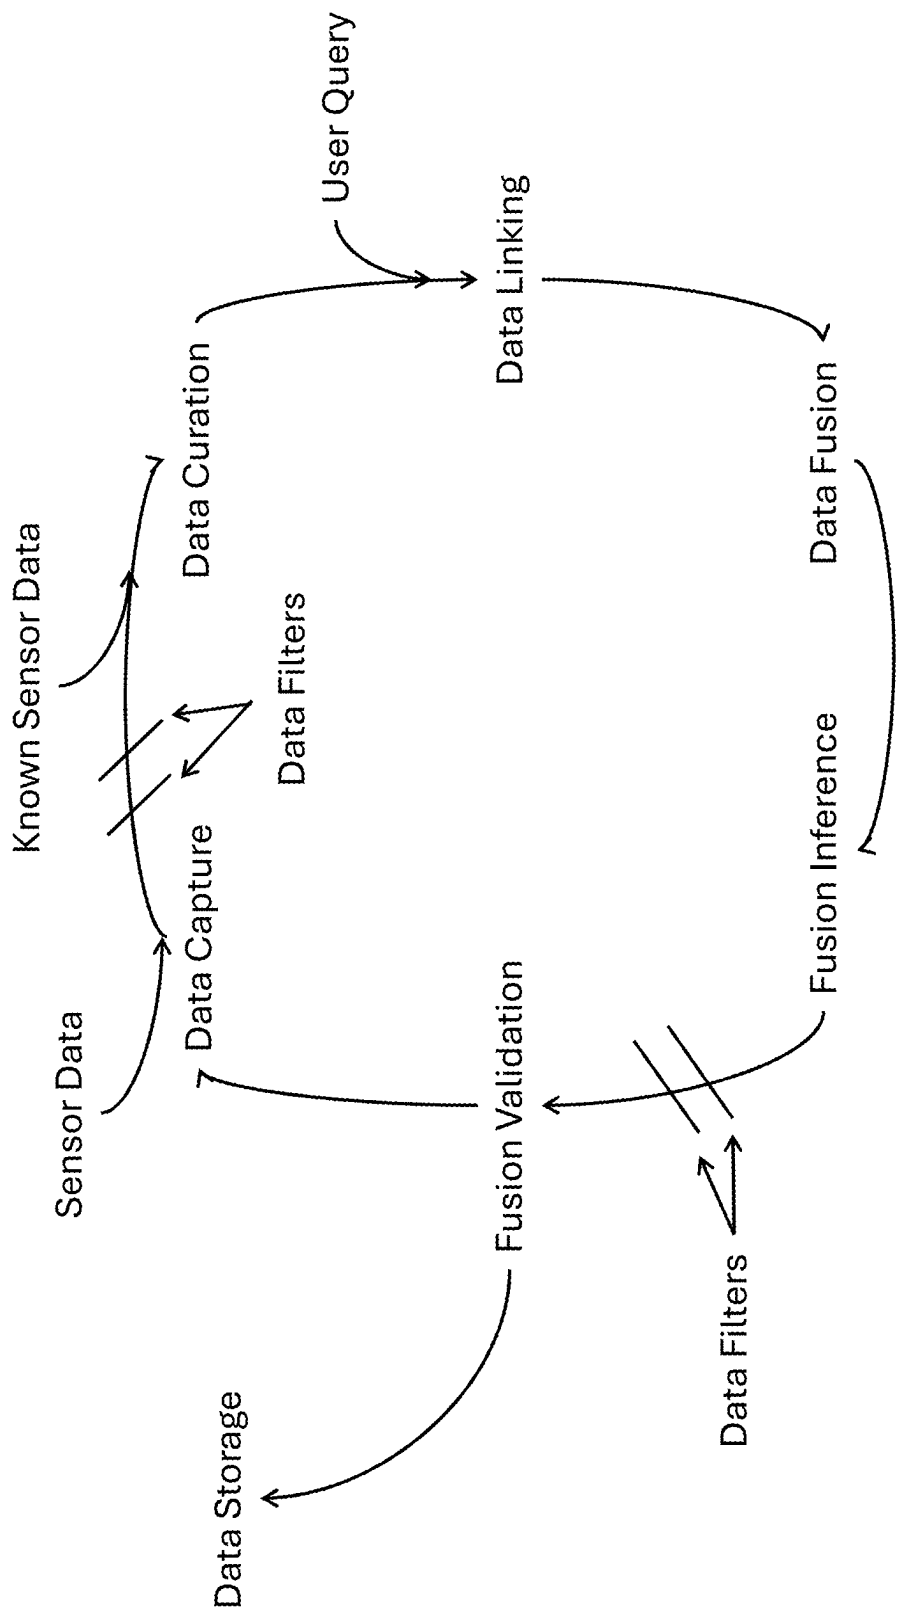 Known Sensor Data
Sensor Data
Data Capture
Data Curation
Data Storage
Data Filters
User Query
Fusion Validation
Data Linking
Data Filters
Fusion Inference
Data Fusion